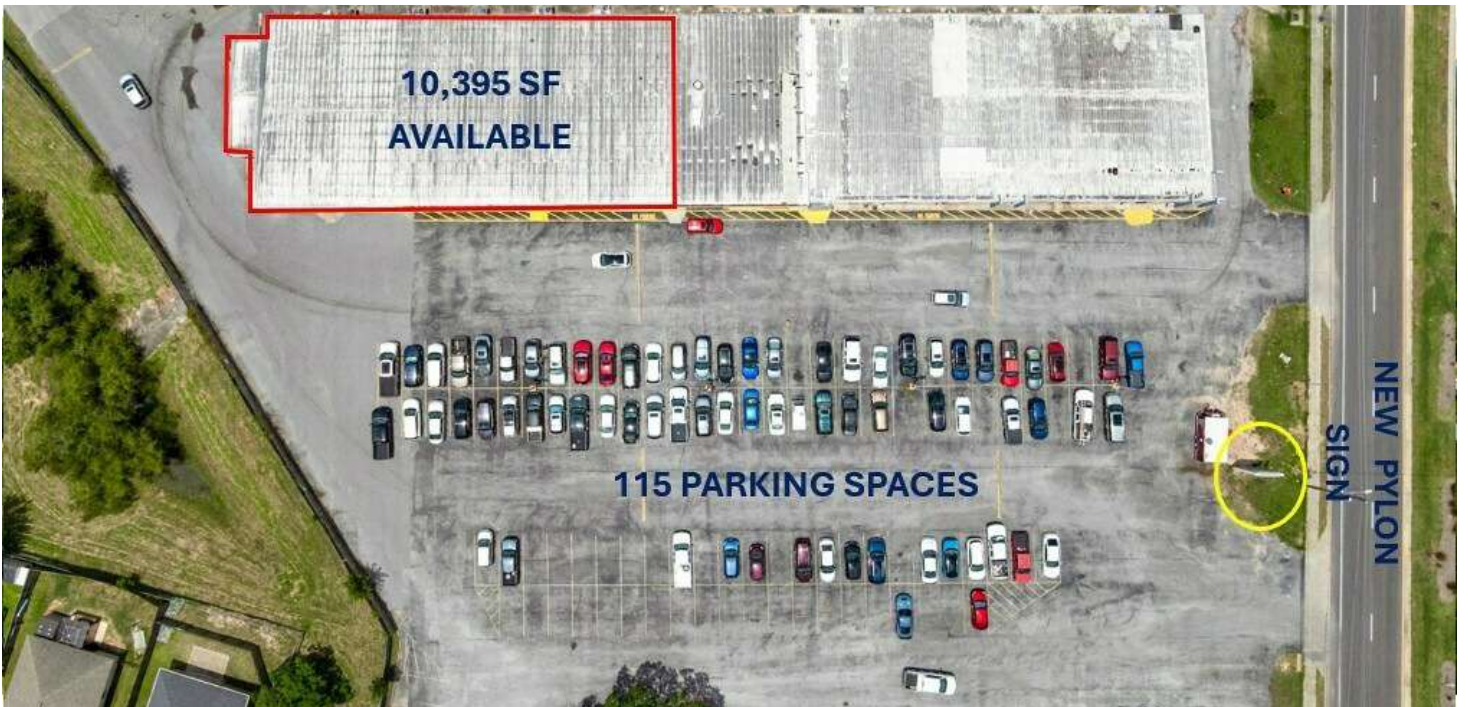 10,395 SF
AVAILABLE
115 PARKING SPACES
NEW PYLON
SIGN